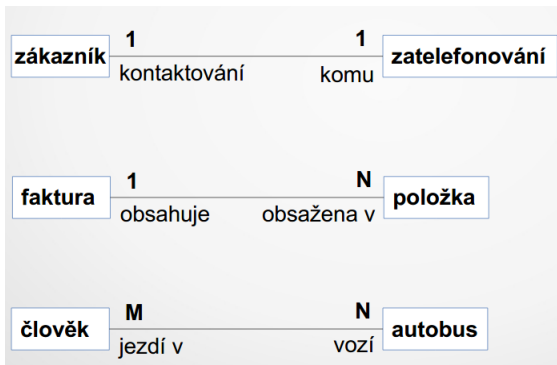 1 1
zákazník zatelefonování
kontaktování komu
1 N
faktura položka
obsahuje obsažena v
M N
člověk autobus
jezdí v vozí